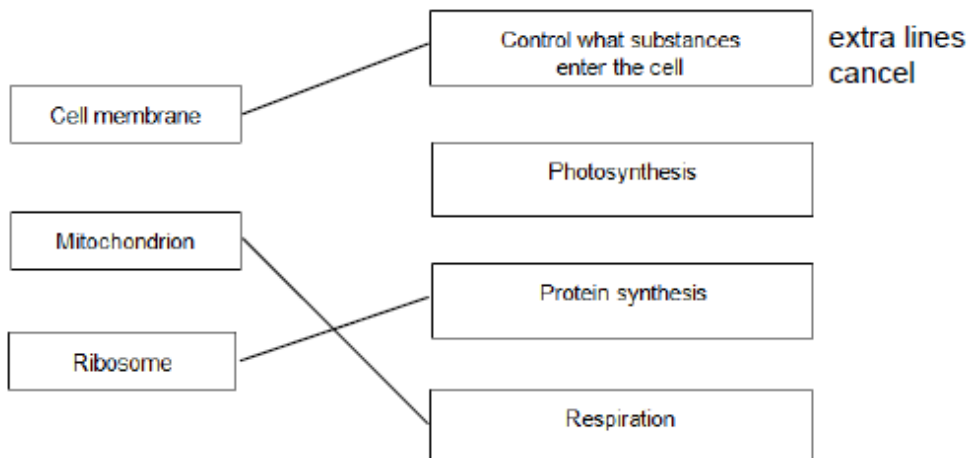 Control what substances
enter the cell
extra lines
cancel
Cell membrane
Photosynthesis
Mitochondrion
Protein synthesis
Ribosome
Respiration